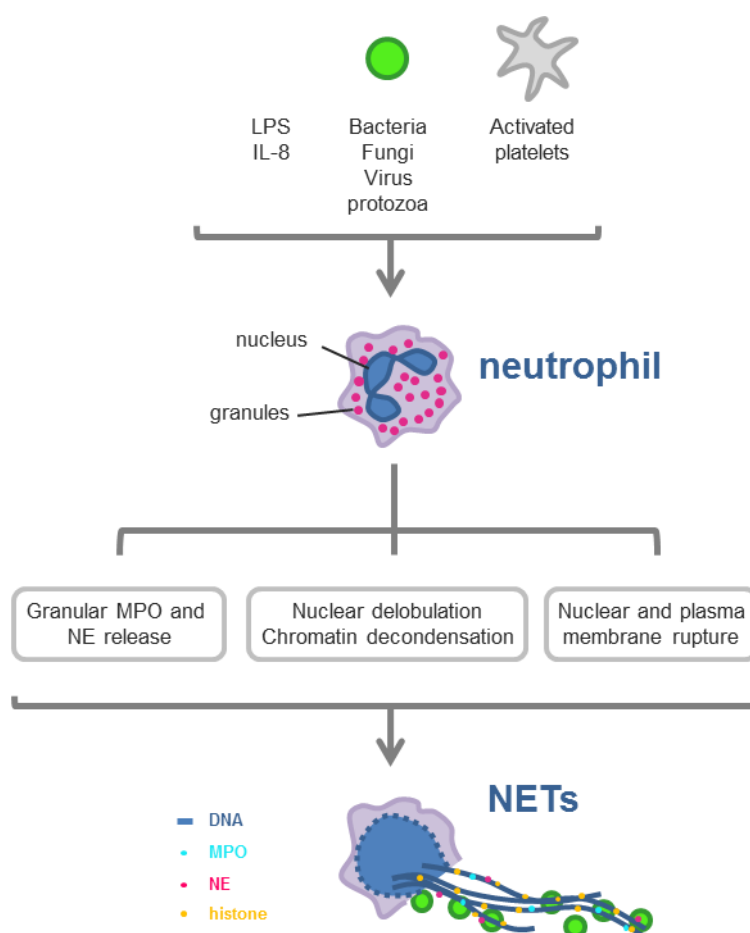 LPS
IL-8
Bacteria
Fungi
Virus
protozoa
Activated
platelets
nucleus
neutrophil
granules
Granular MPO and
NE release
Nuclear delobulation
Chromatin decondensation
Nuclear and plasma
membrane rupture
NETs
DNA
MPO
NE
histone